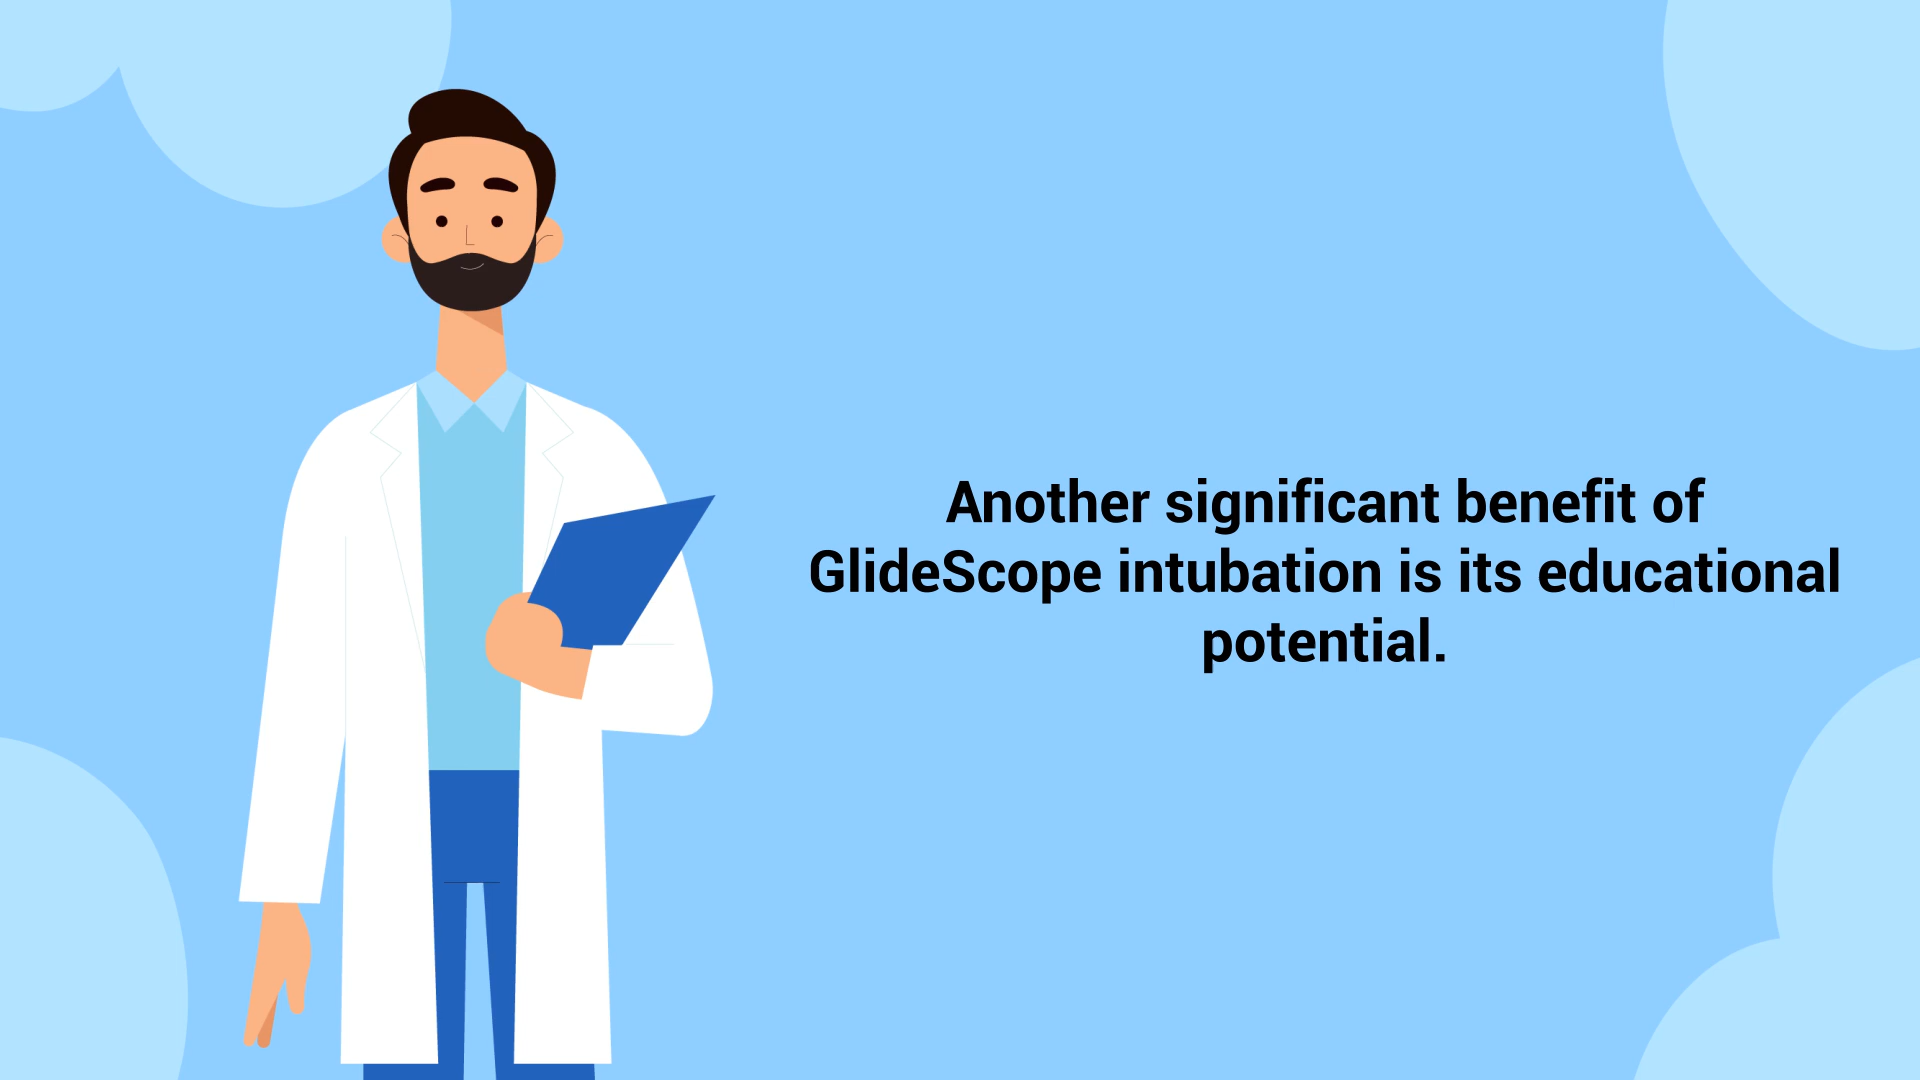 Another significant benefit of
GlideScope intubation is its educational
potential.